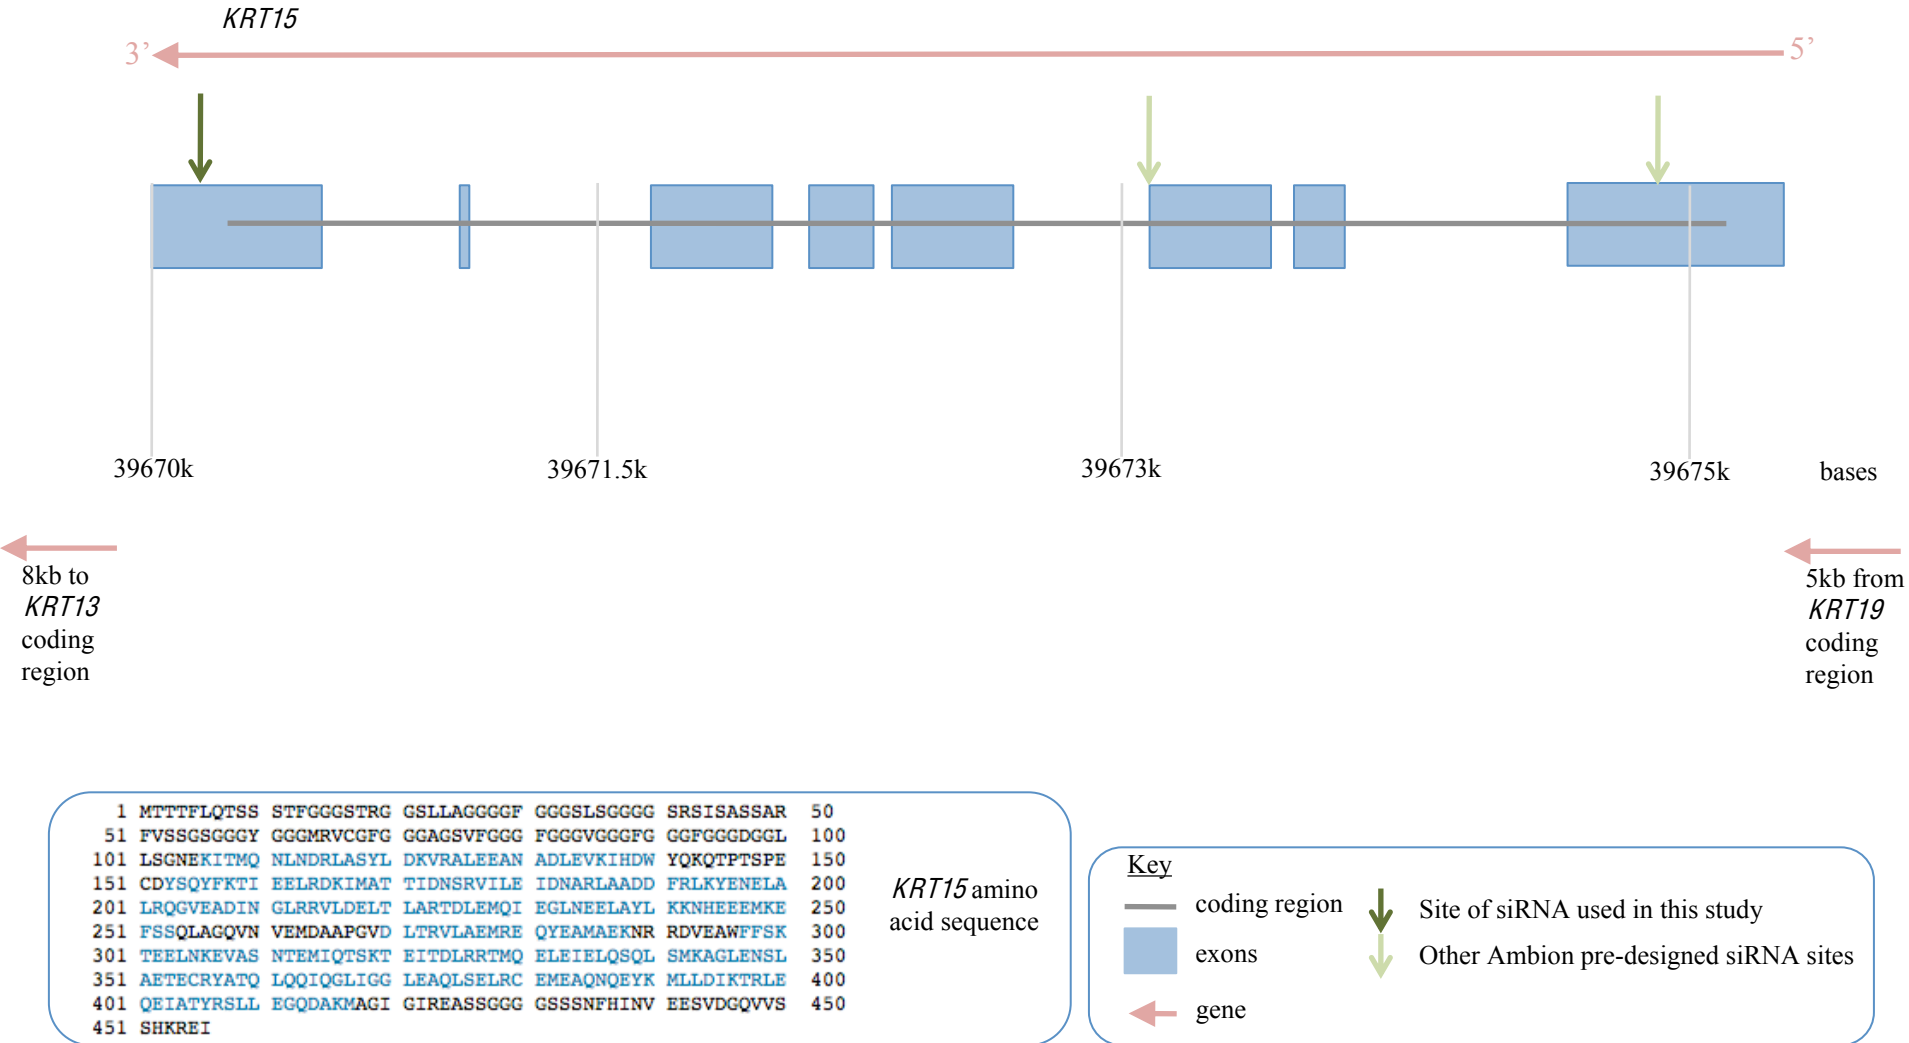 KRT15
3’
5’
39670k
39671.5k
39673k
39675k
bases
8kb to
KRT13
coding
region
5kb from
KRT19
coding
region
1 MTTTFLQTSS STFGGGSTRG GSLLAGGGGF GGGSLSGGGG SRSISASSAR 50
51 FVSSGSGGGY GGGMRVCGFG GGAGSVFGGG FGGGVGGGFG GGFGGGDGGL 100
101 LSGNEKITMQ NLNDRLASYL DKVRALEEAN ADLEVKIHDW YQKQTPTSPE 150
151 CDYSQYFKTI EELRDKIMAT TIDNSRVILE IDNARLAADD FRLKYENELA 200
201 LRQGVEADIN GLRRVLDELT LARTDLEMQI EGLNEELAYL KKNHEEEMKE 250
251 FSSQLAGQVN VEMDAAPGVD LTRVLAEMRE QYEAMAEKNR RDVEAWFFSK 300
301 TEELNKEVAS NTEMIQTSKT EITDLRRTMQ ELEIELQSQL SMKAGLENSL 350
351 AETECRYATQ LQQIQGLIGG LEAQLSELRC EMEAQNQEYK MLLDIKTRLE 400
401 QEIATYRSLL EGQDAKMAGI GIREASSGGG GSSSNFHINV EESVDGQVVS 450
451 SHKREI
KRT15 amino
acid sequence
Key
coding region
exons
gene
Site of siRNA used in this study
Other Ambion pre-designed siRNA sites